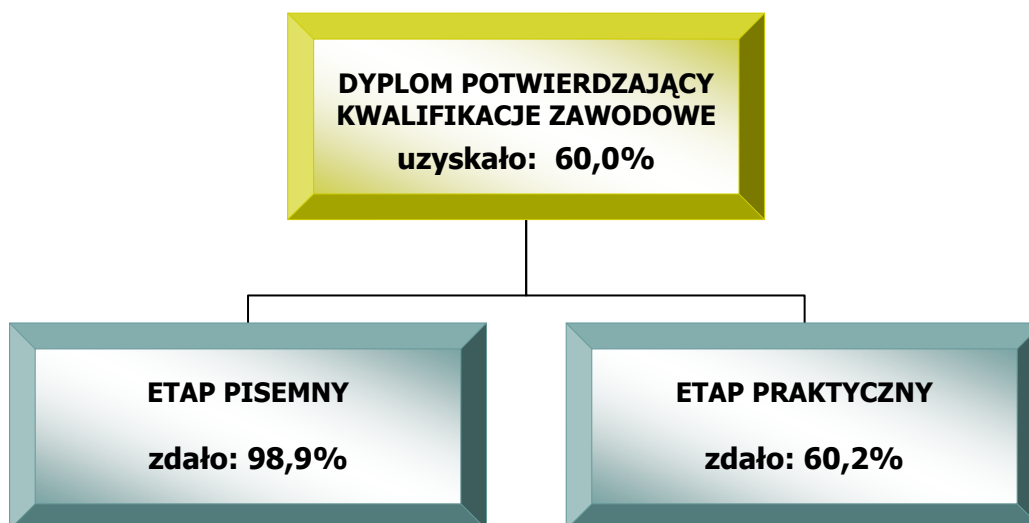 DYPLOM POTWIERDZAJĄCY
KWALIFIKACJE ZAWODOWE
uzyskało: 60,0%
ETAP PISEMNY
zdało: 98,9%
ETAP PRAKTYCZNY
zdało: 60,2%